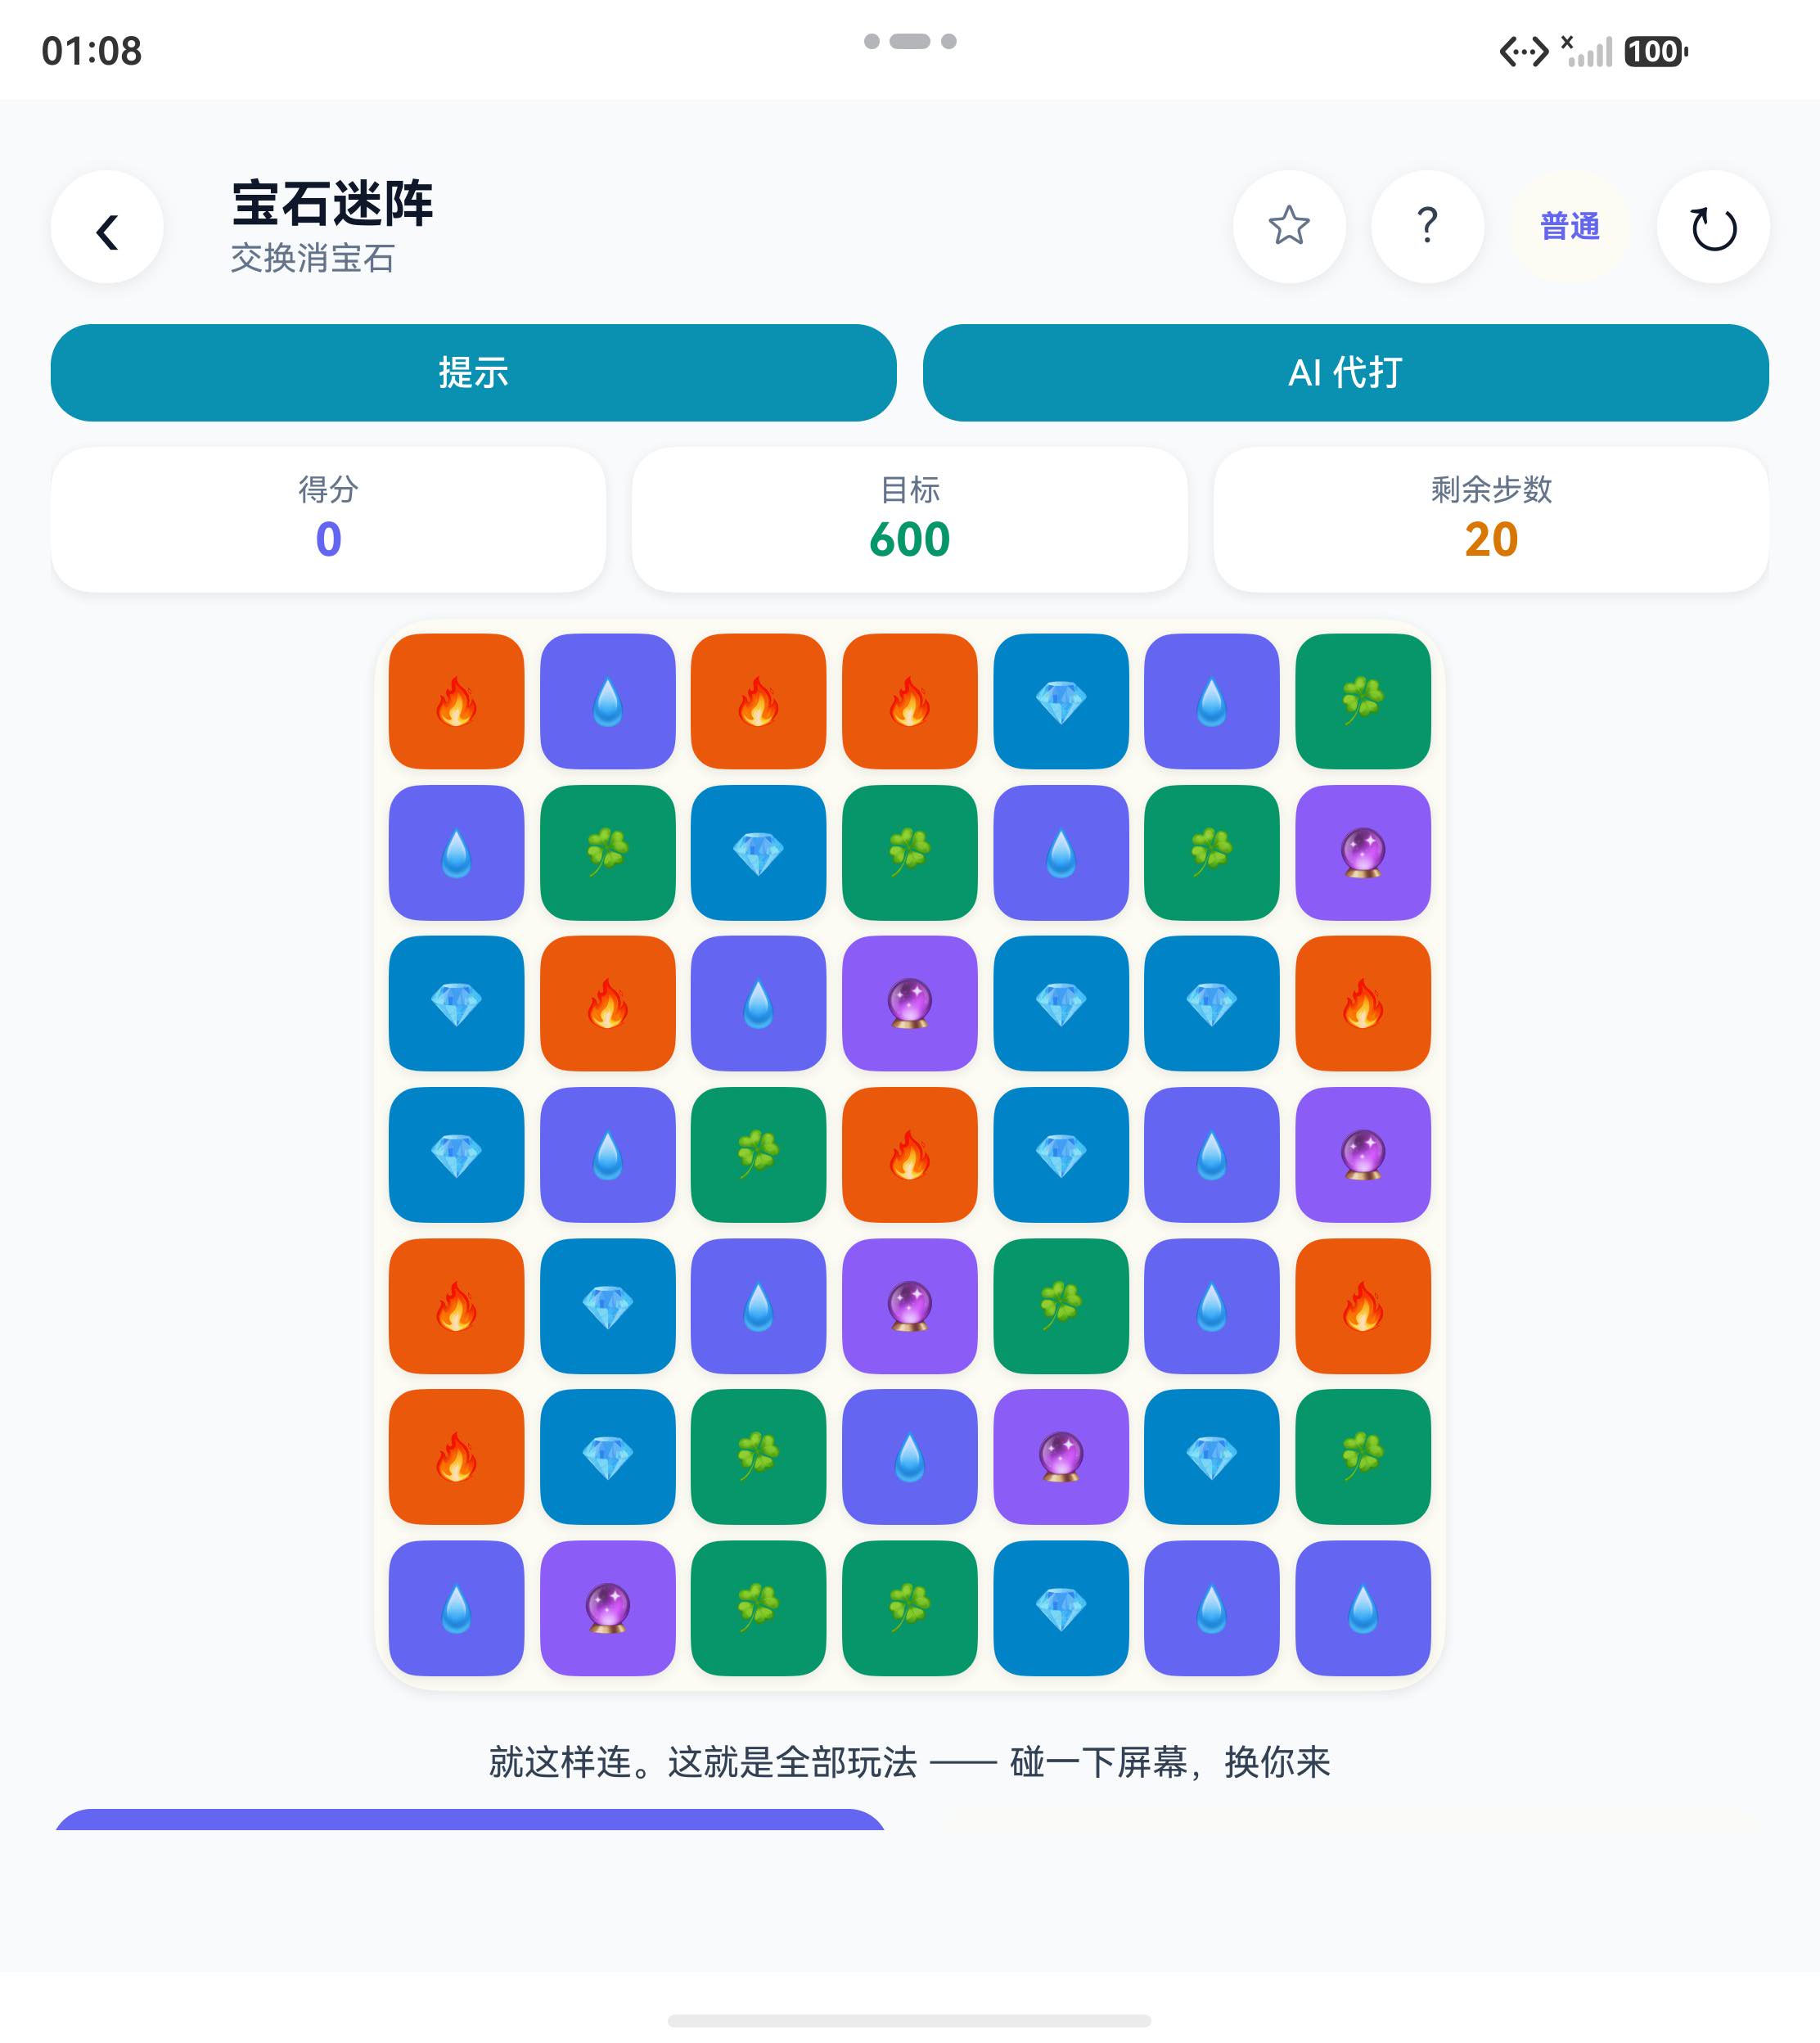 01:08
100
宝石迷阵
交换消宝石
?
普通
提示
AI 代打
得分
0
目标
600
剩余步数
20
就这样连。这就是全部玩法 —— 碰一下屏幕，换你来